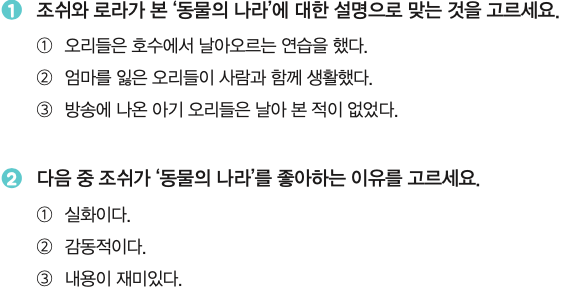 ❶ 조쉬와 로라가 본 ‘동물의 나라’에 대한 설명으로 맞는 것을 고르세요.
① 오리들은 호수에서 날아오르는 연습을 했다.
② 엄마를 잃은 오리들이 사람과 함께 생활했다.
③ 방송에 나온 아기 오리들은 날아 본 적이 없었다.
❷ 다음 중 조쉬가 ‘동물의 나라’를 좋아하는 이유를 고르세요.
① 실화이다.
② 감동적이다.
③ 내용이 재미있다.